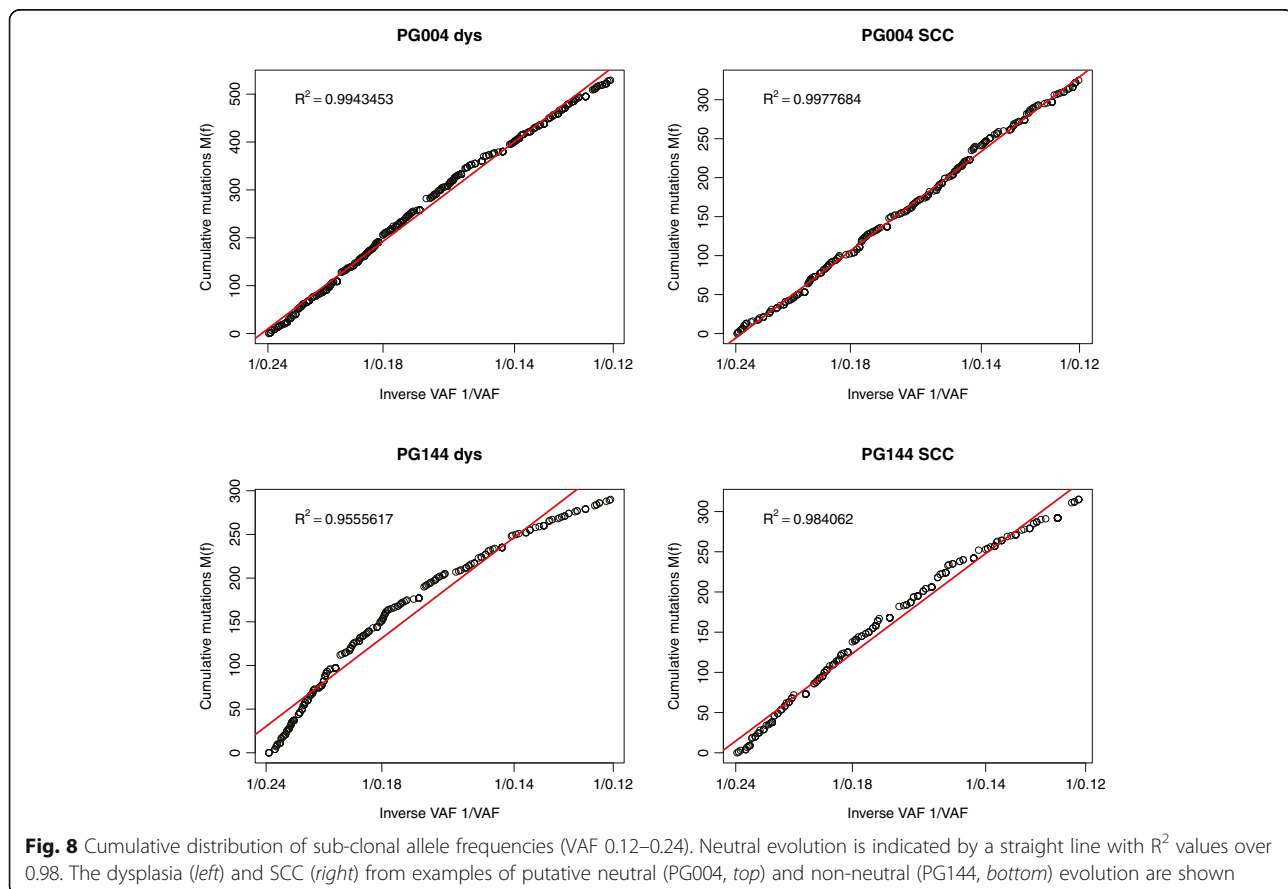 PG004 dys
R² = 0.9943453
Cumulative mutations M(f)
0 100 200 300 400 500
1/0.24 1/0.18 1/0.14 1/0.12
Inverse VAF 1/VAF
PG004 SCC
R² = 0.9977684
Cumulative mutations M(f)
0 50 100 150 200 250 300
1/0.24 1/0.18 1/0.14 1/0.12
Inverse VAF 1/VAF
PG144 dys
R² = 0.9555617
Cumulative mutations M(f)
0 50 100 150 200 250 300
1/0.24 1/0.18 1/0.14 1/0.12
Inverse VAF 1/VAF
PG144 SCC
R² = 0.984062
Cumulative mutations M(f)
0 50 100 150 200 250 300
1/0.24 1/0.18 1/0.14 1/0.12
Inverse VAF 1/VAF
Fig. 8 Cumulative distribution of sub-clonal allele frequencies (VAF 0.12–0.24). Neutral evolution is indicated by a straight line with R² values over
0.98. The dysplasia (left) and SCC (right) from examples of putative neutral (PG004, top) and non-neutral (PG144, bottom) evolution are shown